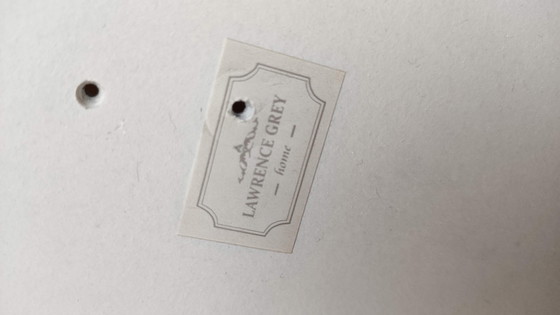 LAWRENCE GREY
– home –